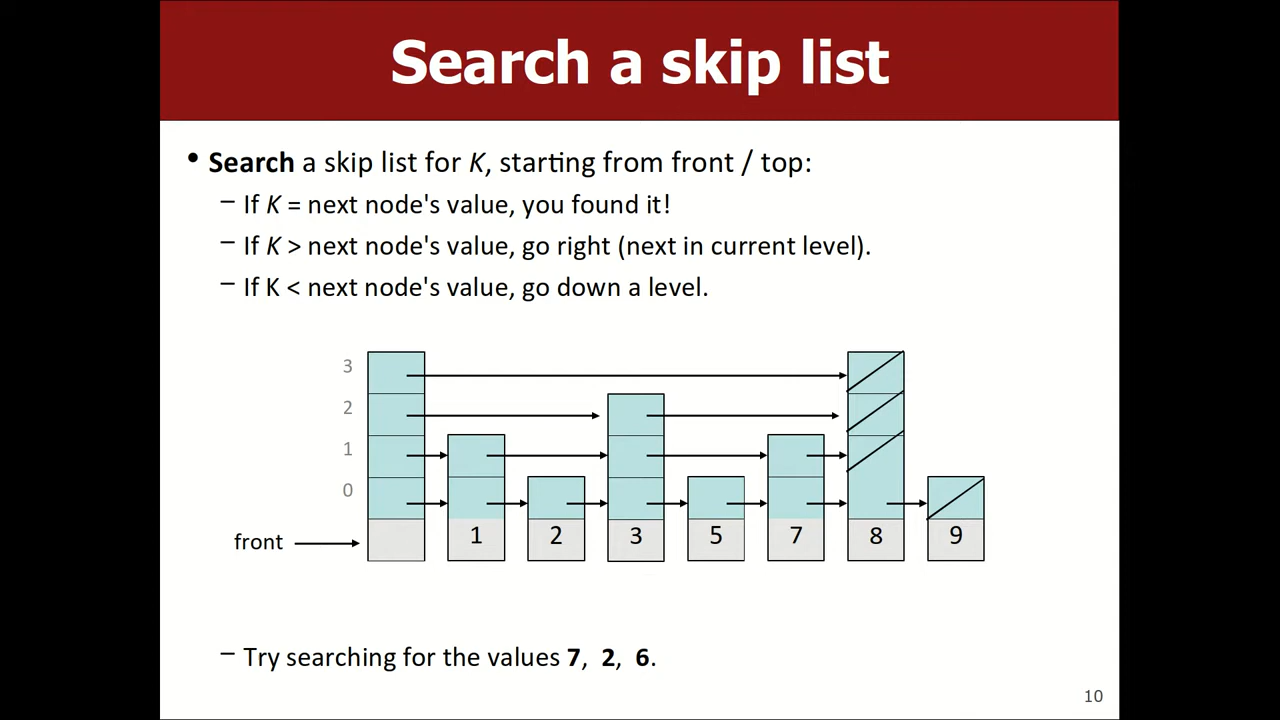 Search a skip list
• Search a skip list for K, starting from front / top:
– If K = next node's value, you found it!
– If K > next node's value, go right (next in current level).
– If K < next node's value, go down a level.
3
2
1
0
front
1 2 3 5 7 8 9
– Try searching for the values 7, 2, 6.
10